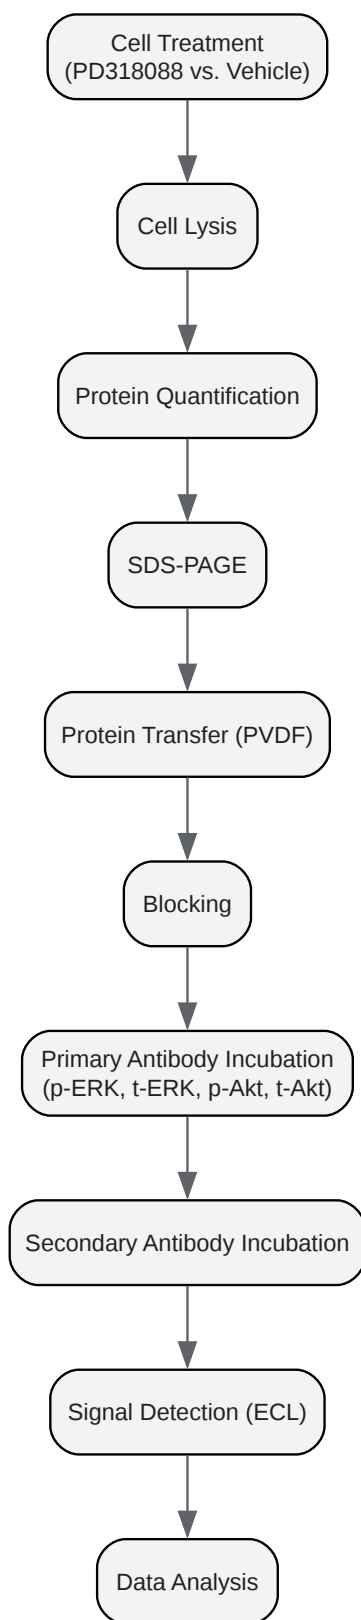 Cell Treatment
(PD318088 vs. Vehicle)
Cell Lysis
Protein Quantification
SDS-PAGE
Protein Transfer (PVDF)
Blocking
Primary Antibody Incubation
(p-ERK, t-ERK, p-Akt, t-Akt)
Secondary Antibody Incubation
Signal Detection (ECL)
Data Analysis